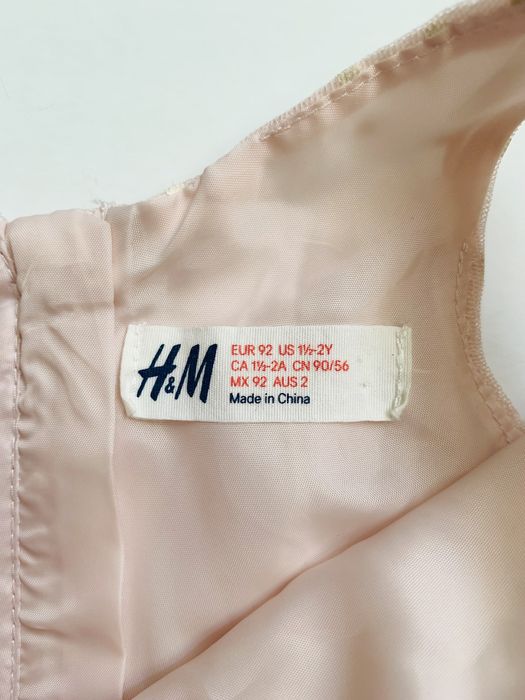 H&M
EUR 92 US 1½-2Y
CA 1½-2A CN 90/56
MX 92 AUS 2
Made in China